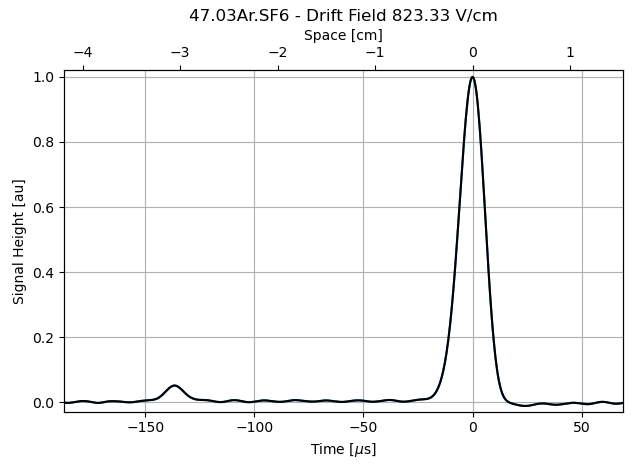 47.03Ar.SF6 - Drift Field 823.33 V/cm
Space [cm]
−4 −3 −2 −1 0 1
Signal Height [au]
1.0
0.8
0.6
0.4
0.2
0.0
−150 −100 −50 0 50
Time [μs]